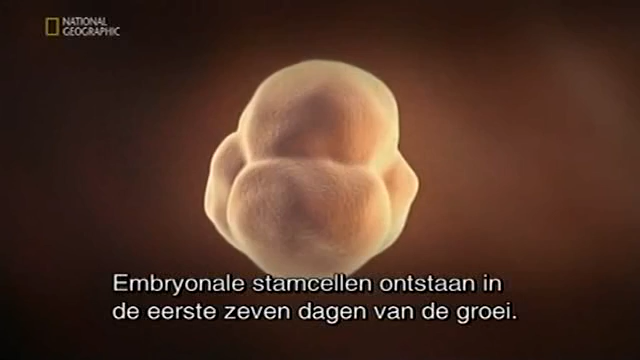 NATIONAL
GEOGRAPHIC
Embryonale stamcellen ontstaan in
de eerste zeven dagen van de groei.